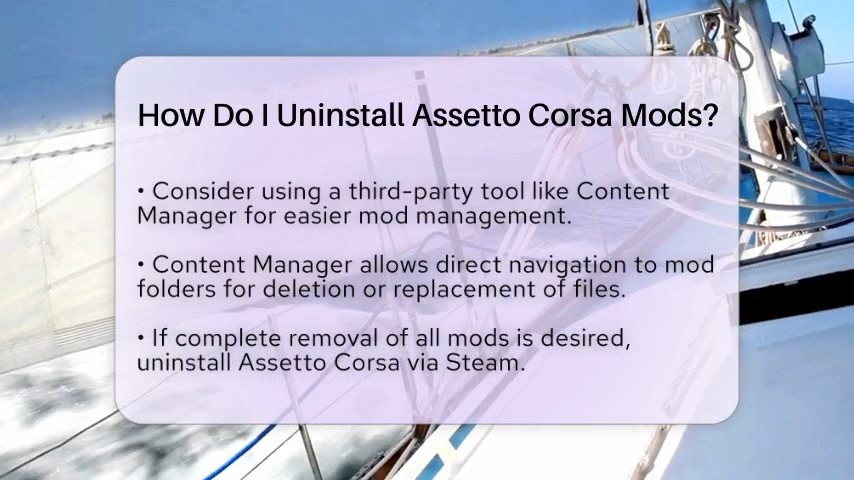 How Do I Uninstall Assetto Corsa Mods?
• Consider using a third-party tool like Content
Manager for easier mod management.
• Content Manager allows direct navigation to mod
folders for deletion or replacement of files.
• If complete removal of all mods is desired,
uninstall Assetto Corsa via Steam.